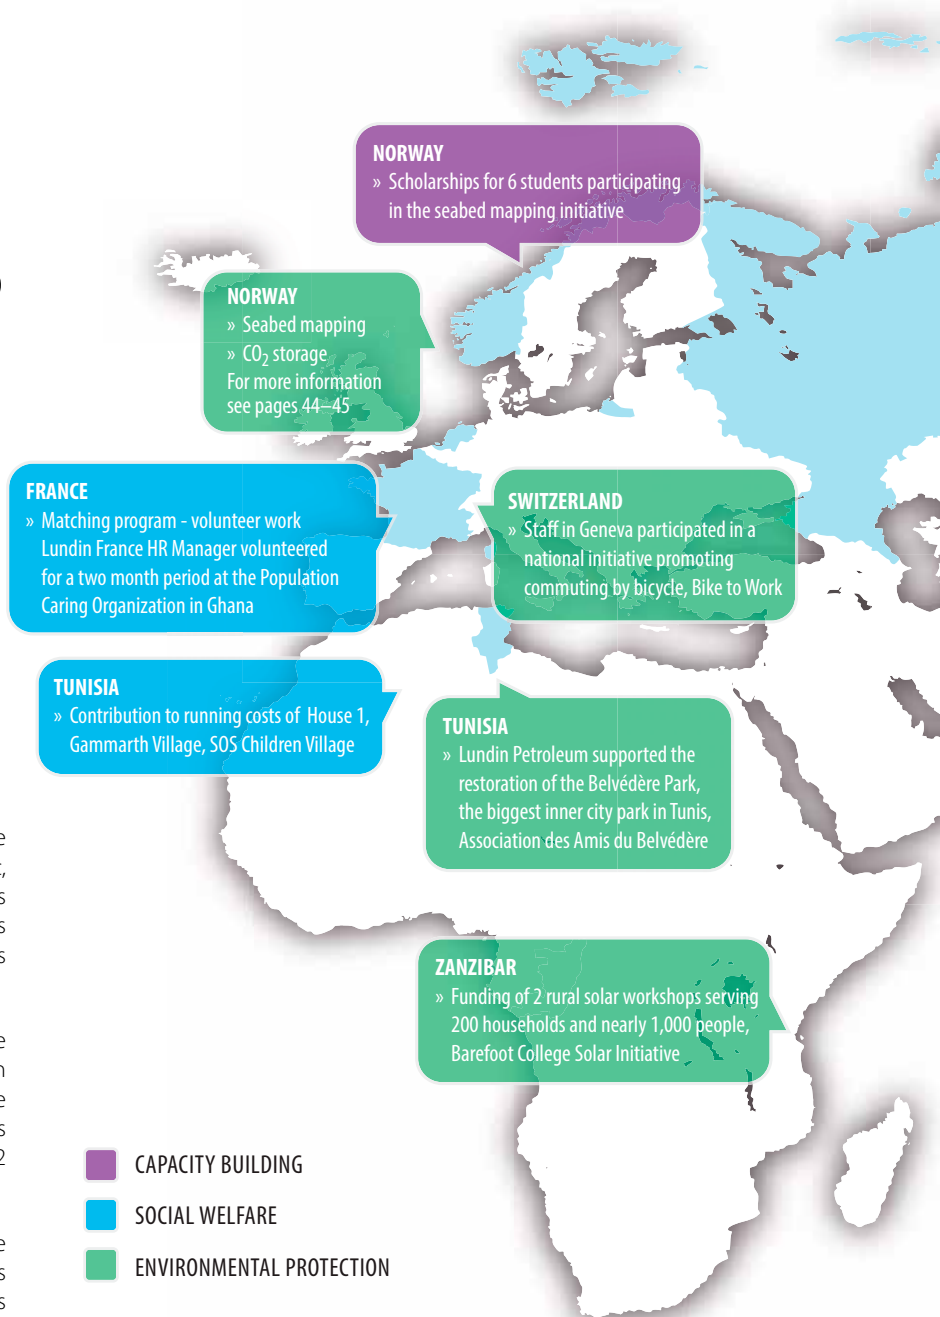 NORWAY
» Scholarships for 6 students participating
in the seabed mapping initiative
NORWAY
» Seabed mapping
» CO₂ storage
For more information
see pages 44–45
FRANCE
» Matching program - volunteer work
Lundin France HR Manager volunteered
for a two month period at the Population
Caring Organization in Ghana
SWITZERLAND
» Staff in Geneva participated in a
national initiative promoting
commuting by bicycle, Bike to Work
TUNISIA
» Contribution to running costs of House 1,
Gammarth Village, SOS Children Village
TUNISIA
» Lundin Petroleum supported the
restoration of the Belvédère Park,
the biggest inner city park in Tunis,
Association des Amis du Belvédère
ZANZIBAR
» Funding of 2 rural solar workshops serving
200 households and nearly 1,000 people,
Barefoot College Solar Initiative
CAPACITY BUILDING
SOCIAL WELFARE
ENVIRONMENTAL PROTECTION